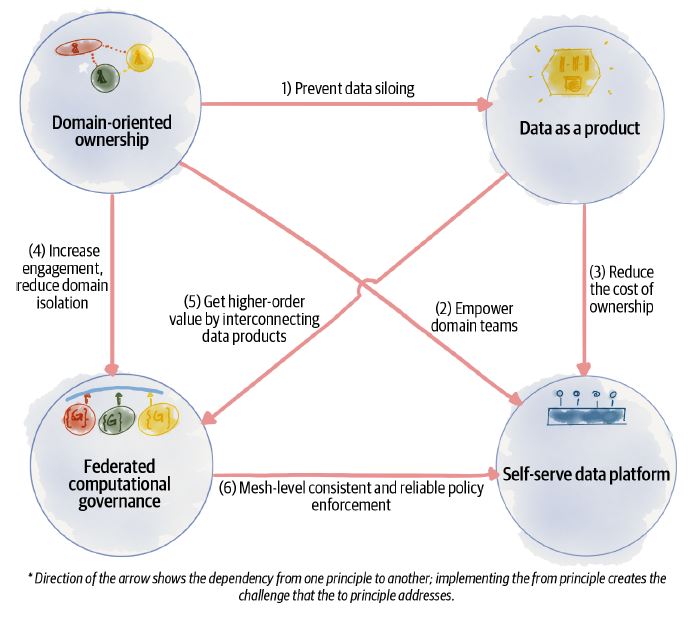 1) Prevent data siloing
Domain-oriented
ownership
Data as a product
(4) Increase
engagement,
reduce domain
isolation
(5) Get higher-order
value by interconnecting
data products
(2) Empower
domain teams
(3) Reduce
the cost of
ownership
{G} {G} {G}
Federated
computational
governance
Self-serve data platform
(6) Mesh-level consistent and reliable policy
enforcement
* Direction of the arrow shows the dependency from one principle to another; implementing the from principle creates the
challenge that the to principle addresses.